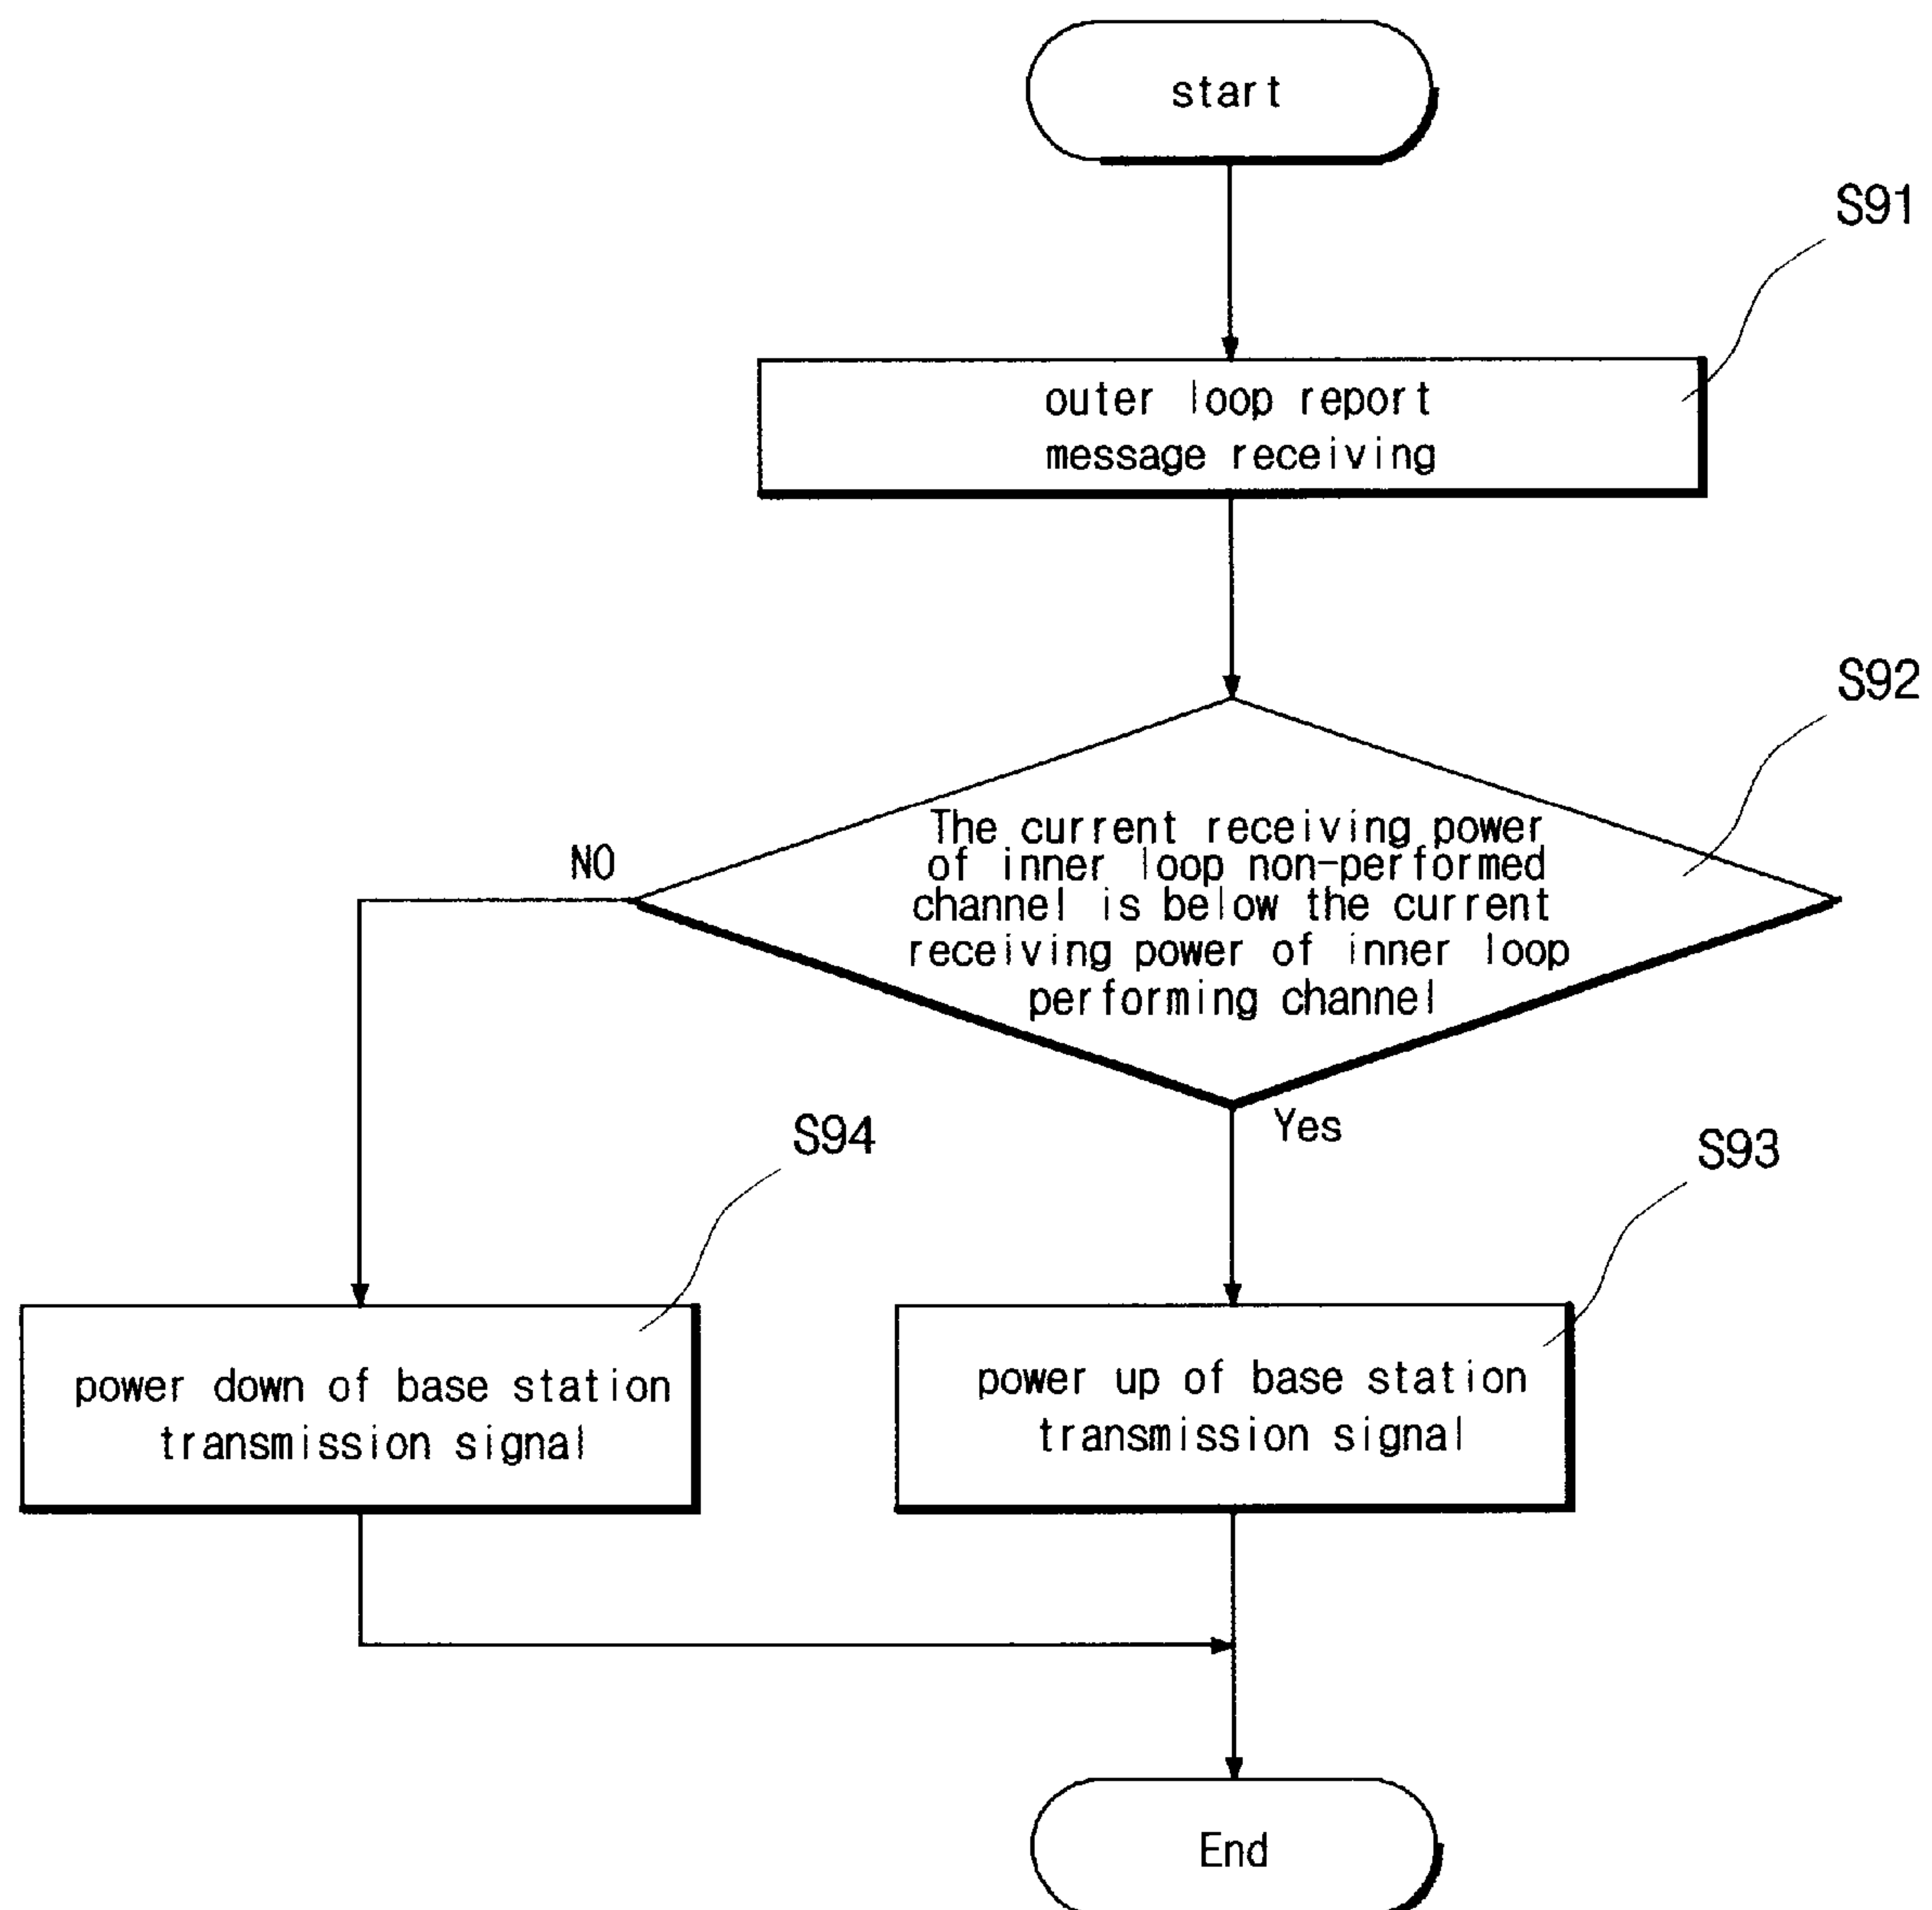 start
S91
outer loop report
message receiving
S92
The current receiving power
of inner loop non-performed
channel is below the current
receiving power of inner loop
performing channel
NO
Yes
S94
S93
power down of base station
transmission signal
power up of base station
transmission signal
End